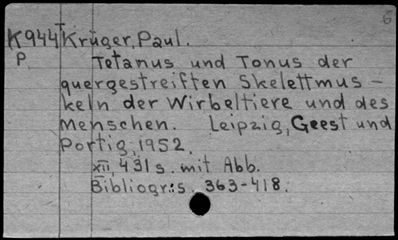 6
K944T Krüger, Paul.
P. Tetanus und Tonus der
quergestreiften Skelettmus-
keln der Wirbeltiere und des
Menschen. Leipzig, Geest und
Portig, 1952.
XII, 431 s. mit Abb.
Bibliogr: s. 363-418.